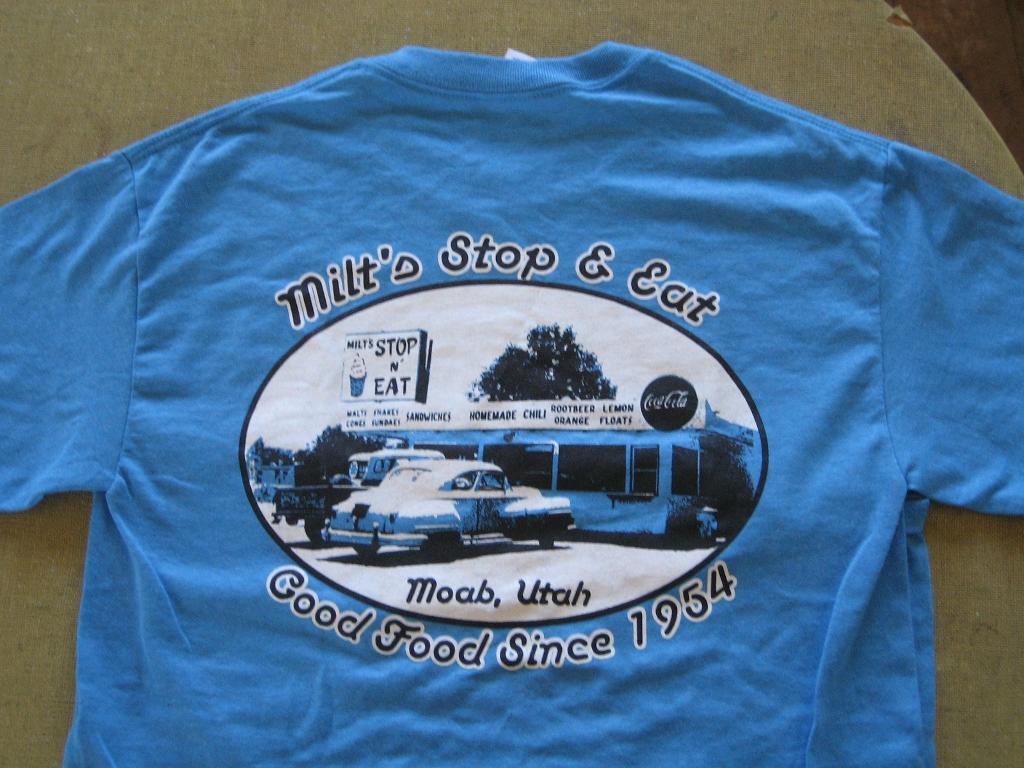 Milt's Stop & Eat
MILT'S STOP
N'
EAT
MALTS SHAKES
CONES SUNDAES
SANDWICHES
HOMEMADE CHILI
ROOTBEER LEMON
ORANGE FLOATS
Coca-Cola
Moab, Utah
Good Food Since 1954